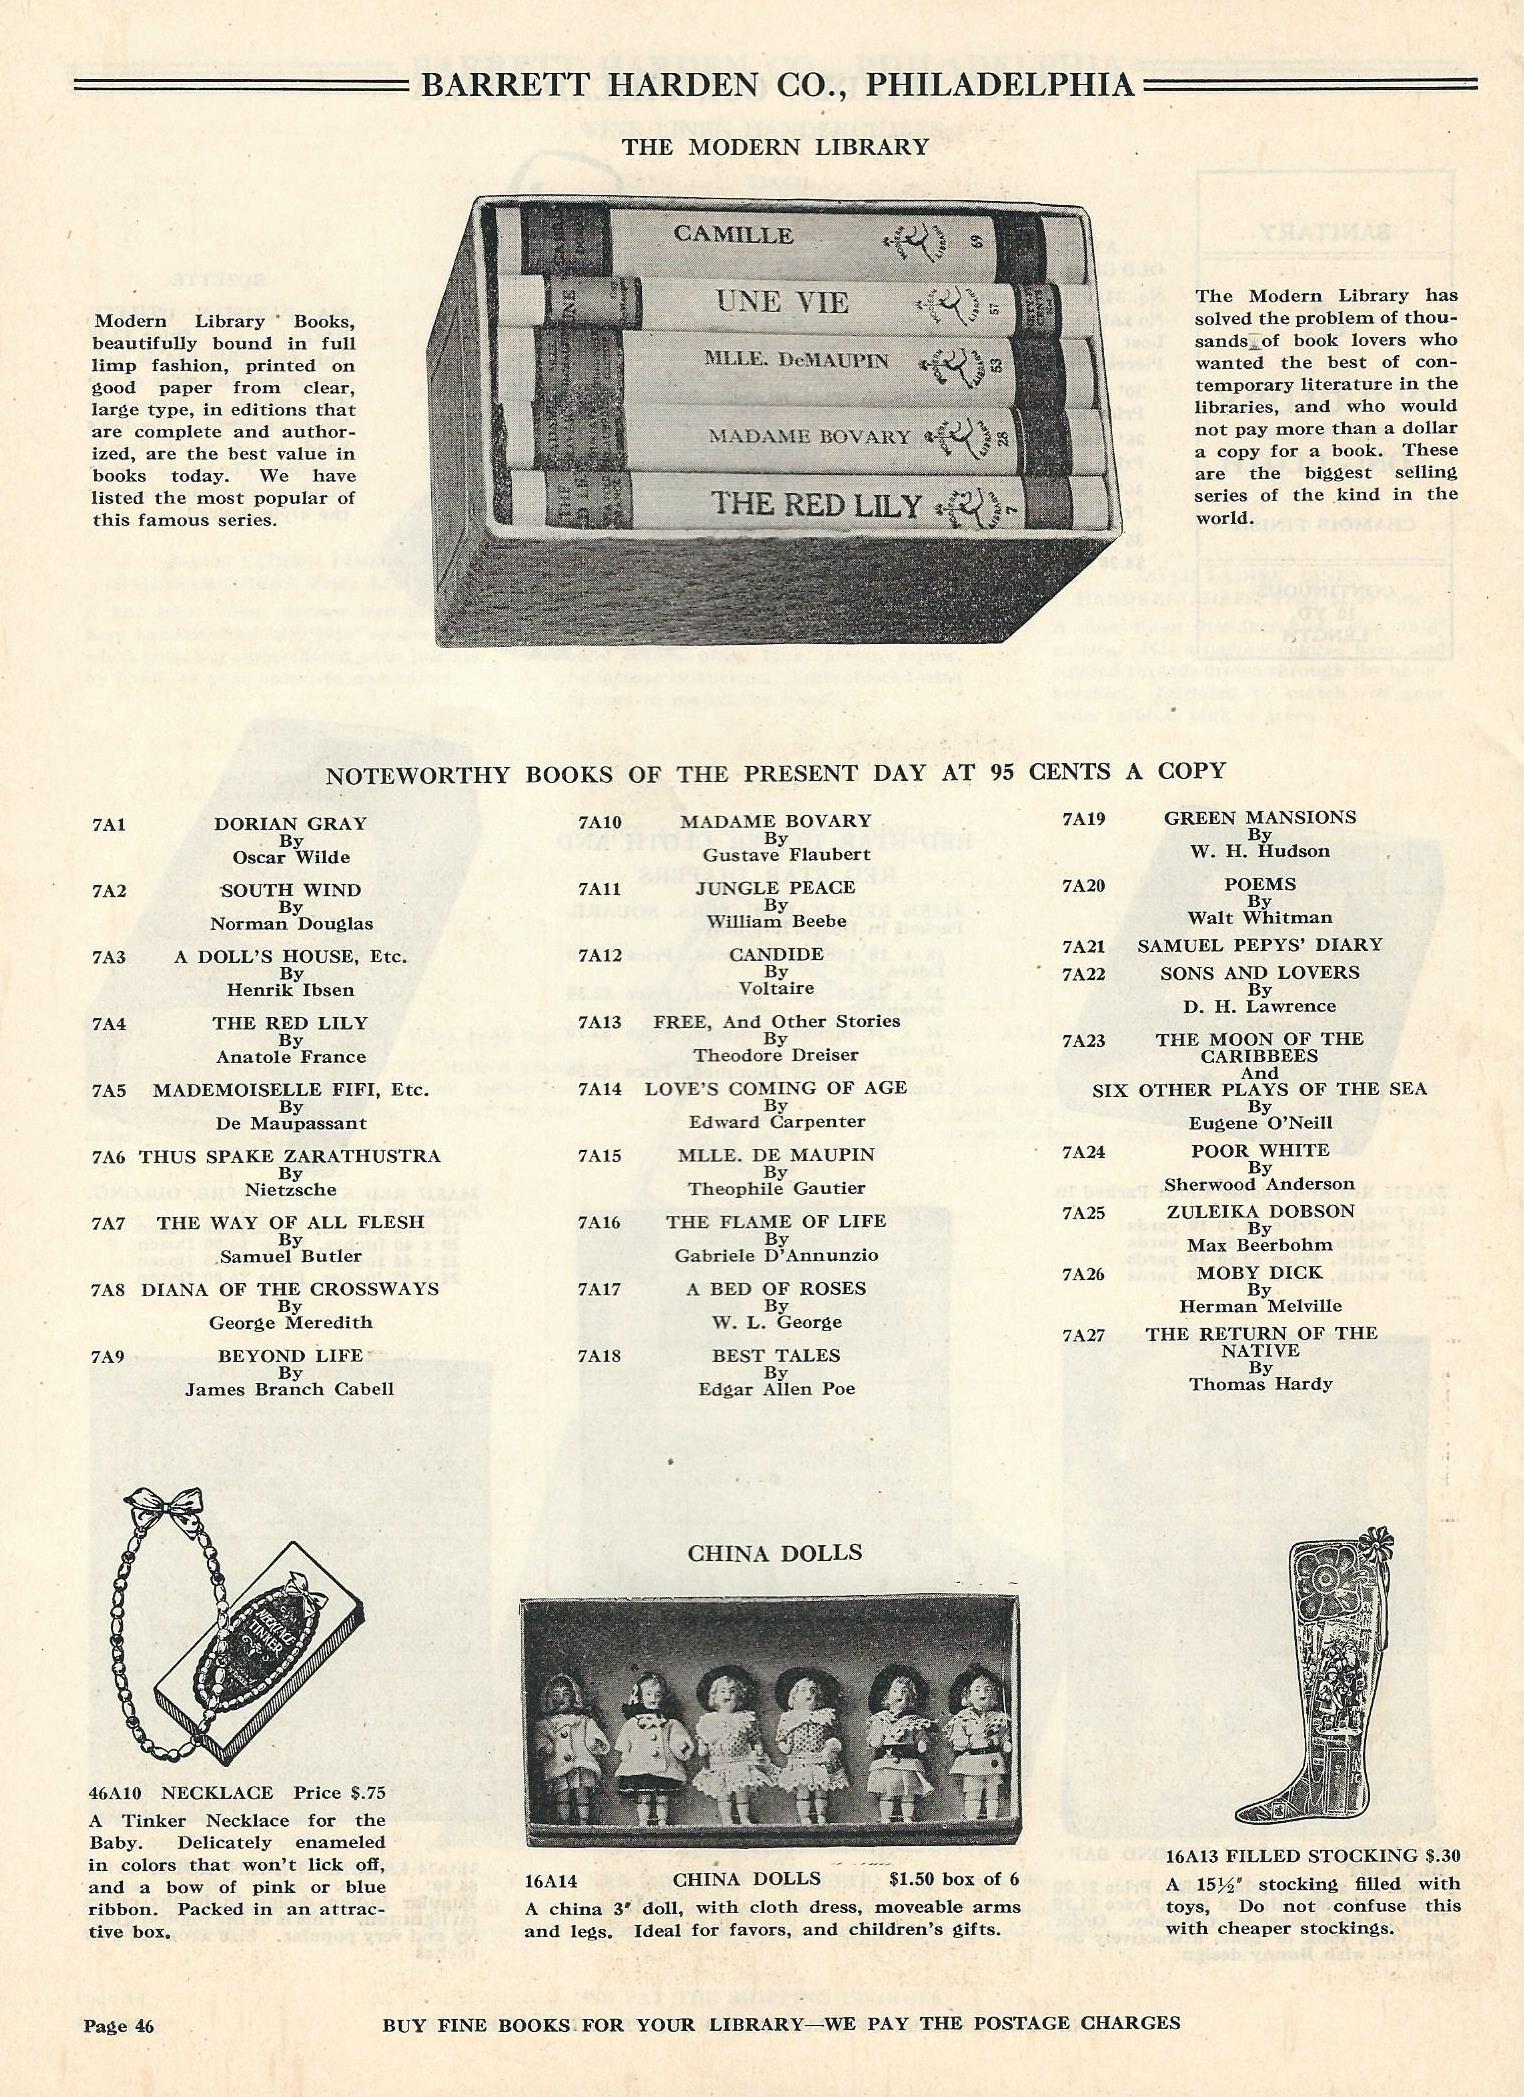 BARRETT HARDEN CO., PHILADELPHIA
THE MODERN LIBRARY
Modern Library Books,
beautifully bound in full
limp fashion, printed on
good paper from clear,
large type, in editions that
are complete and author-
ized, are the best value in
books today. We have
listed the most popular of
this famous series.
CAMILLE
69
UNE VIE
57
MLLE. DeMAUPIN
53
MADAME BOVARY
28
THE RED LILY
7
The Modern Library has
solved the problem of thou-
sands of book lovers who
wanted the best of con-
temporary literature in the
libraries, and who would
not pay more than a dollar
a copy for a book. These
are the biggest selling
series of the kind in the
world.
NOTEWORTHY BOOKS OF THE PRESENT DAY AT 95 CENTS A COPY
7A1 DORIAN GRAY
By
Oscar Wilde
7A2 SOUTH WIND
By
Norman Douglas
7A3 A DOLL'S HOUSE, Etc.
By
Henrik Ibsen
7A4 THE RED LILY
By
Anatole France
7A5 MADEMOISELLE FIFI, Etc.
By
De Maupassant
7A6 THUS SPAKE ZARATHUSTRA
By
Nietzsche
7A7 THE WAY OF ALL FLESH
By
Samuel Butler
7A8 DIANA OF THE CROSSWAYS
By
George Meredith
7A9 BEYOND LIFE
By
James Branch Cabell
7A10 MADAME BOVARY
By
Gustave Flaubert
7A11 JUNGLE PEACE
By
William Beebe
7A12 CANDIDE
By
Voltaire
7A13 FREE, And Other Stories
By
Theodore Dreiser
7A14 LOVE'S COMING OF AGE
By
Edward Carpenter
7A15 MLLE. DE MAUPIN
By
Theophile Gautier
7A16 THE FLAME OF LIFE
By
Gabriele D'Annunzio
7A17 A BED OF ROSES
By
W. L. George
7A18 BEST TALES
By
Edgar Allen Poe
7A19 GREEN MANSIONS
By
W. H. Hudson
7A20 POEMS
By
Walt Whitman
7A21 SAMUEL PEPYS' DIARY
7A22 SONS AND LOVERS
By
D. H. Lawrence
7A23 THE MOON OF THE
CARIBBEES
And
SIX OTHER PLAYS OF THE SEA
By
Eugene O'Neill
7A24 POOR WHITE
By
Sherwood Anderson
7A25 ZULEIKA DOBSON
By
Max Beerbohm
7A26 MOBY DICK
By
Herman Melville
7A27 THE RETURN OF THE
NATIVE
By
Thomas Hardy
NECKLACE
TINKER
46A10 NECKLACE Price $.75
A Tinker Necklace for the
Baby. Delicately enameled
in colors that won't lick off,
and a bow of pink or blue
ribbon. Packed in an attrac-
tive box.
CHINA DOLLS
16A14 CHINA DOLLS $1.50 box of 6
A china 3" doll, with cloth dress, moveable arms
and legs. Ideal for favors, and children's gifts.
16A13 FILLED STOCKING $.30
A 15½" stocking filled with
toys, Do not confuse this
with cheaper stockings.
Page 46
BUY FINE BOOKS FOR YOUR LIBRARY—WE PAY THE POSTAGE CHARGES